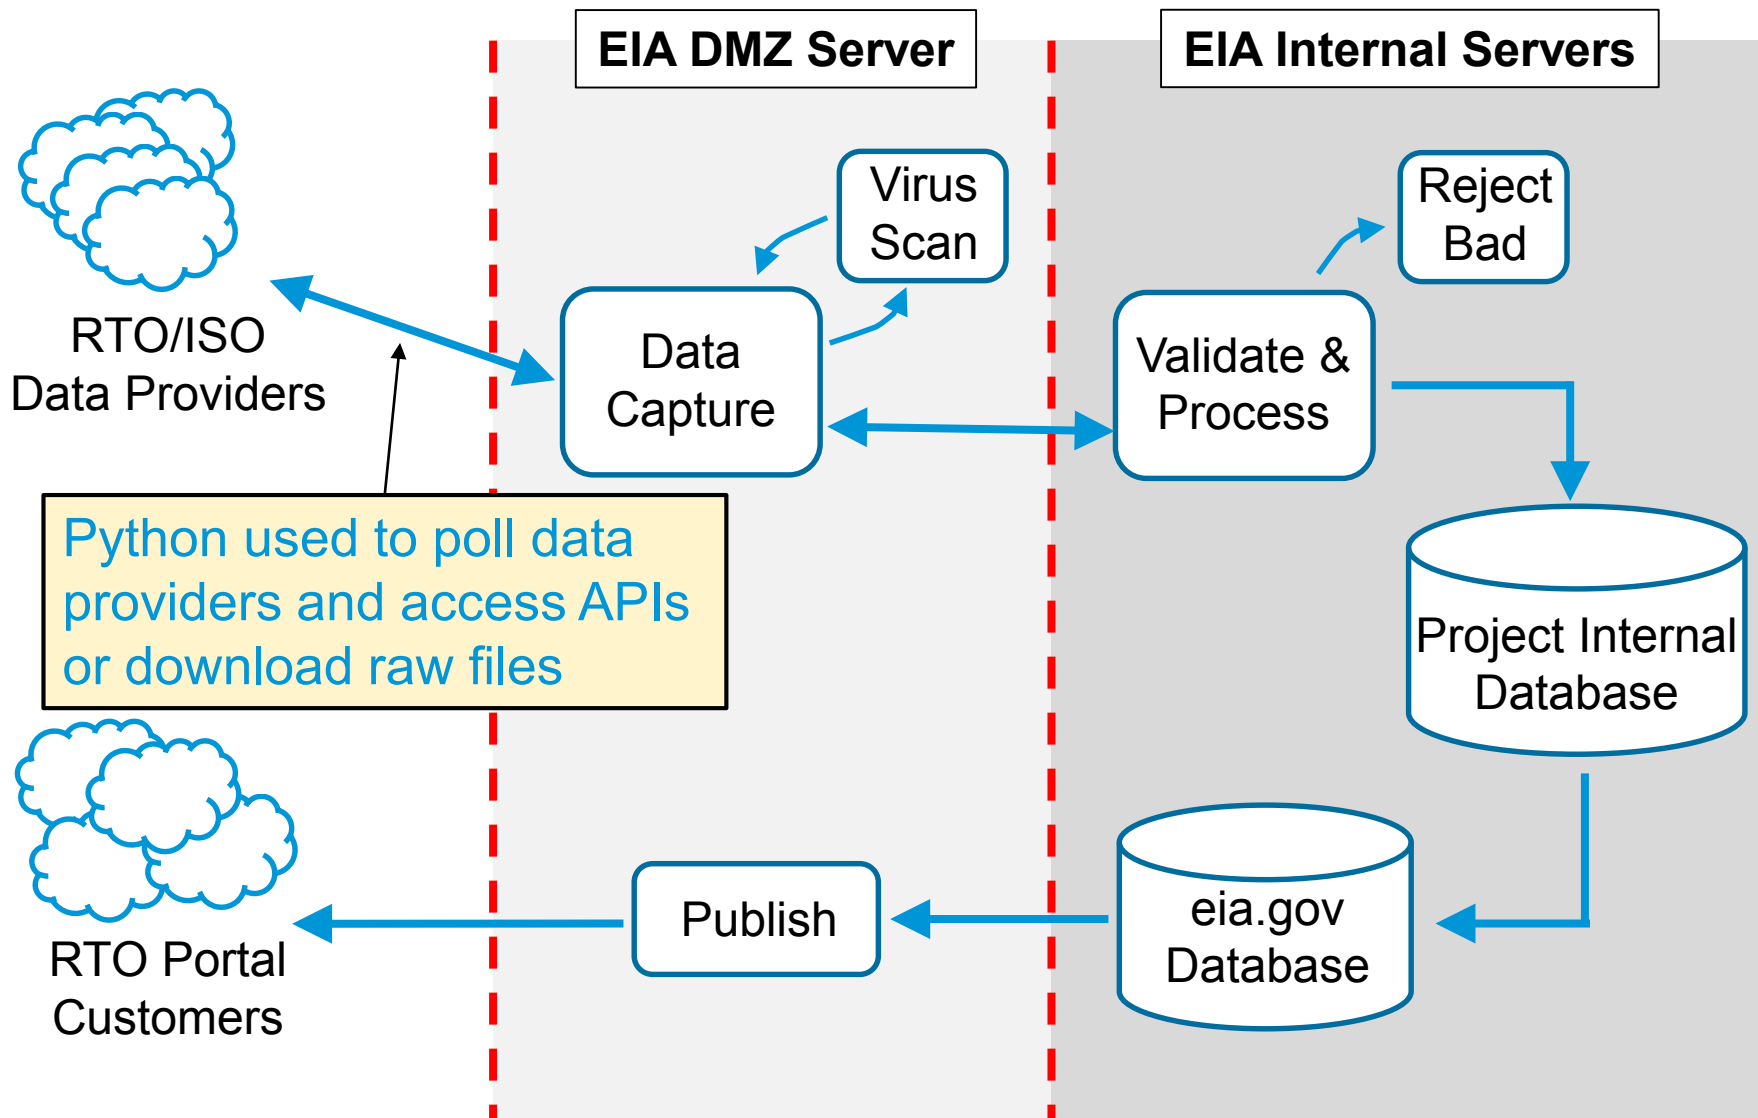 EIA DMZ Server
EIA Internal Servers
Virus
Scan
Reject
Bad
RTO/ISO
Data Providers
Data
Capture
Validate &
Process
Python used to poll data
providers and access APIs
or download raw files
Project Internal
Database
RTO Portal
Customers
Publish
eia.gov
Database